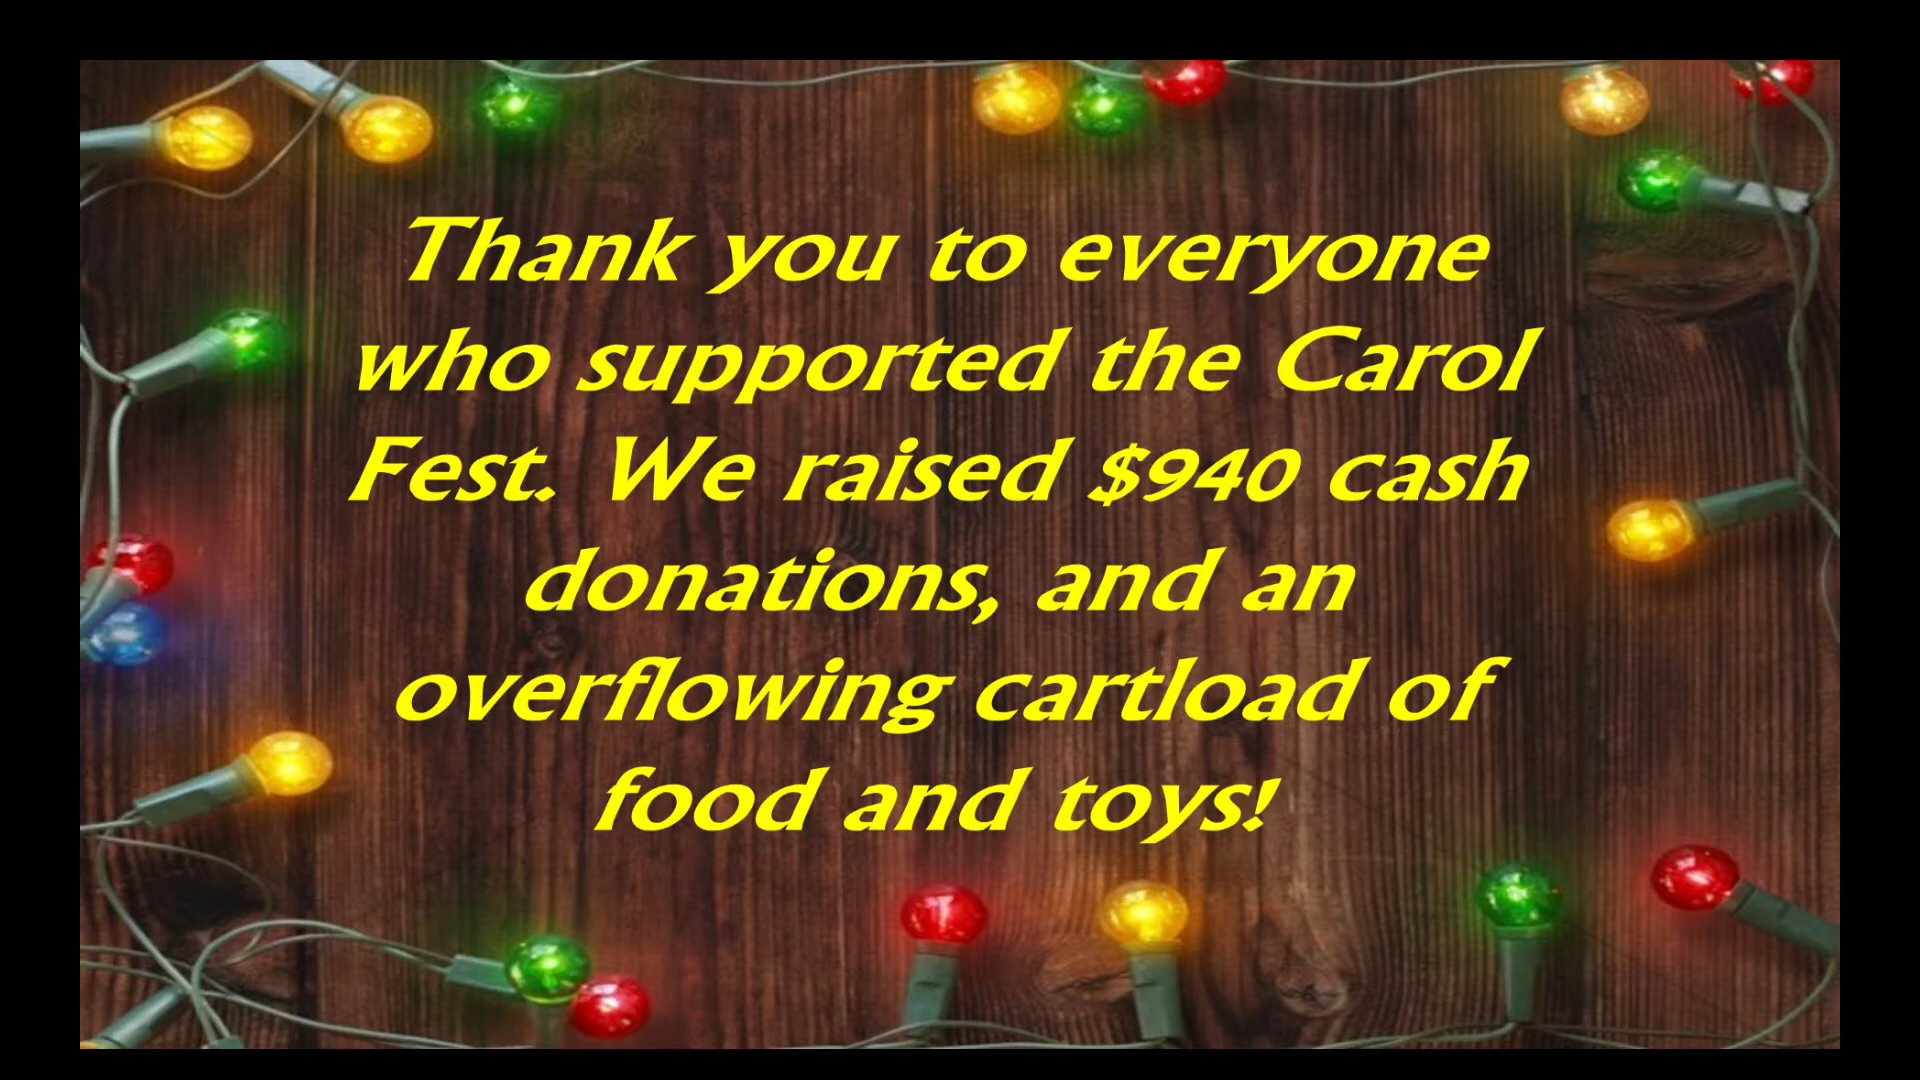 Thank you to everyone
who supported the Carol
Fest. We raised $940 cash
donations, and an
overflowing cartload of
food and toys!